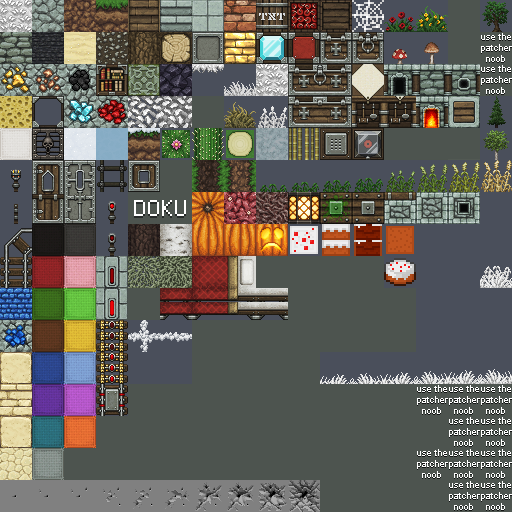 TXT
use the
patcher
noob
use the
patcher
noob
DOKU
use the use the use the
patcher patcher patcher
noob noob noob
use the use the
patcher patcher
noob noob
use the use the use the
patcher patcher patcher
noob noob noob
use the use the
patcher patcher
noob noob